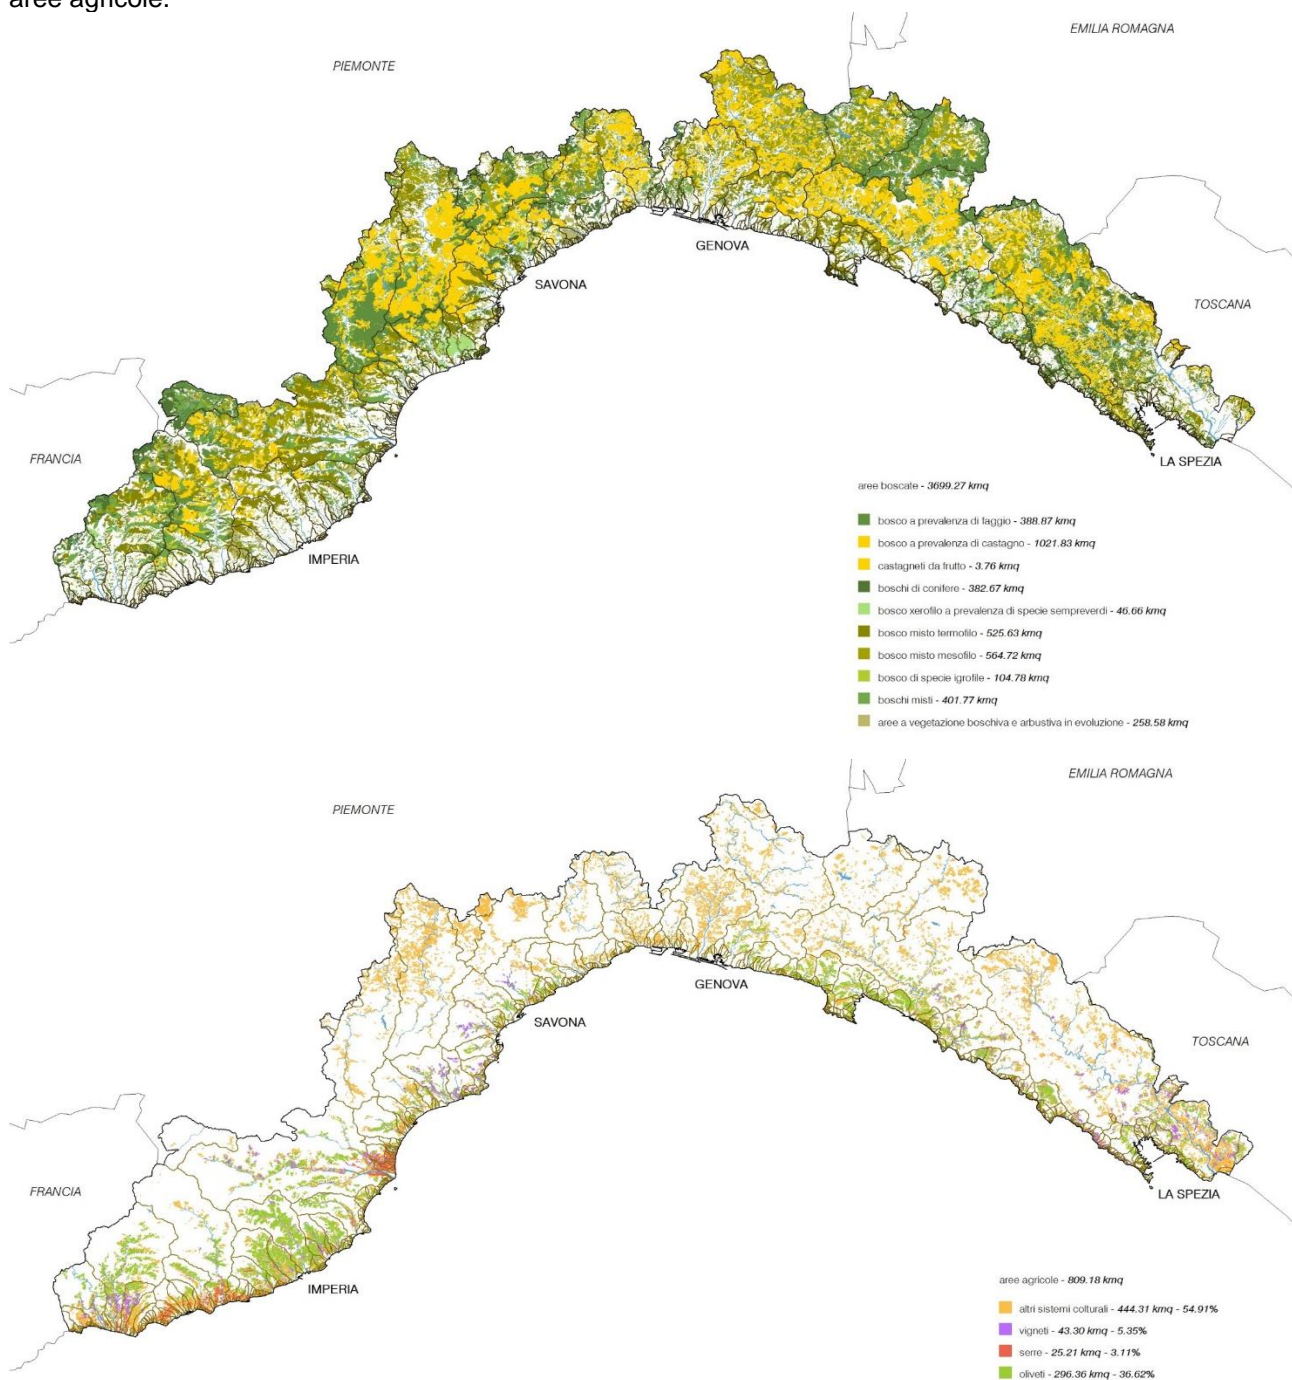 aree agricole.
EMILIA ROMAGNA
PIEMONTE
GENOVA
SAVONA
TOSCANA
FRANCIA
LA SPEZIA
IMPERIA
aree boscate - 3699.27 kmq
bosco a prevalenza di faggio - 388.87 kmq
bosco a prevalenza di castagno - 1021.83 kmq
castagneti da frutto - 3.76 kmq
boschi di conifere - 382.67 kmq
bosco xerofilo a prevalenza di specie sempreverdi - 46.66 kmq
bosco misto termofilo - 525.63 kmq
bosco misto mesofilo - 564.72 kmq
bosco di specie igrofile - 104.78 kmq
boschi misti - 401.77 kmq
aree a vegetazione boschiva e arbustiva in evoluzione - 258.58 kmq
EMILIA ROMAGNA
PIEMONTE
GENOVA
SAVONA
TOSCANA
FRANCIA
LA SPEZIA
IMPERIA
aree agricole - 809.18 kmq
altri sistemi colturali - 444.31 kmq - 54.91%
vigneti - 43.30 kmq - 5.35%
serre - 25.21 kmq - 3.11%
oliveti - 296.36 kmq - 36.62%